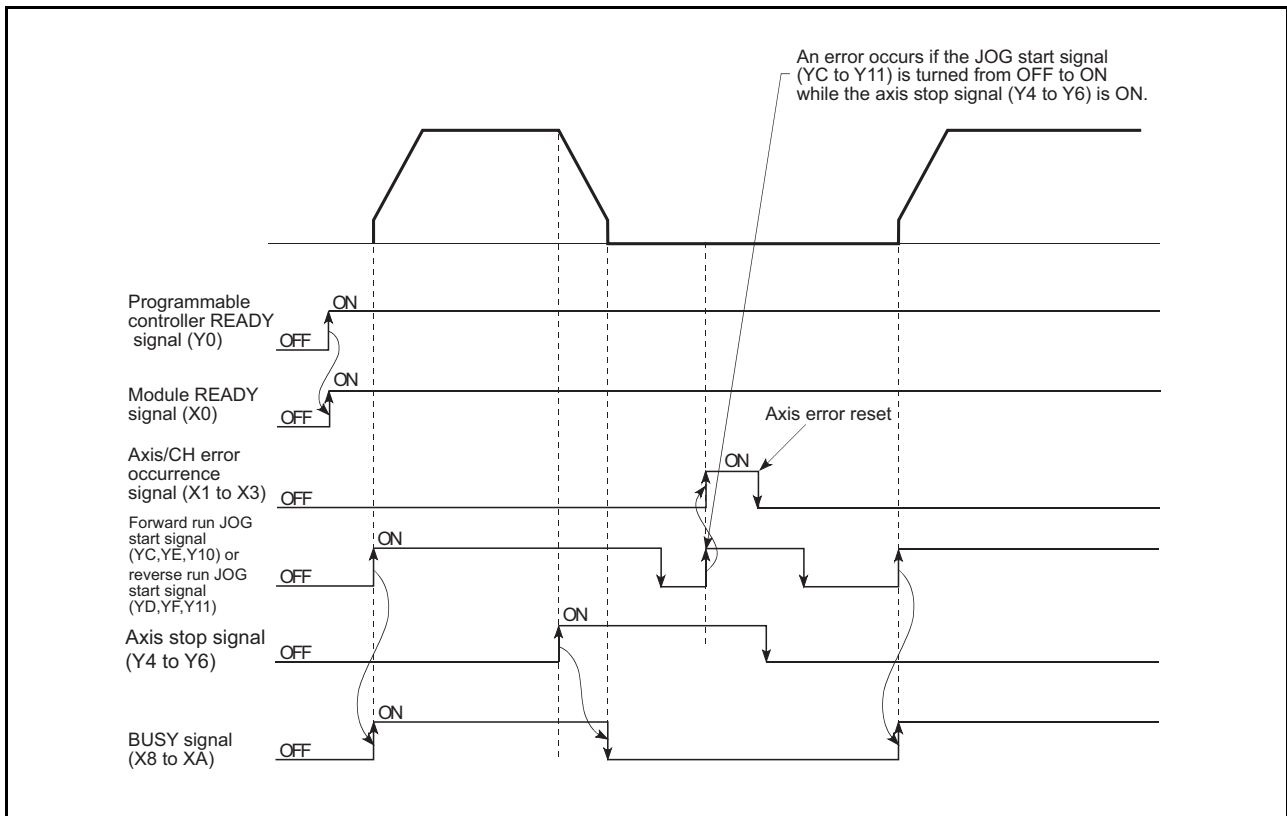 An error occurs if the JOG start signal
(YC to Y11) is turned from OFF to ON
while the axis stop signal (Y4 to Y6) is ON.
Programmable
controller READY
signal (Y0)
OFF
ON
Module READY
signal (X0)
OFF
ON
Axis error reset
Axis/CH error
occurrence
signal (X1 to X3)
OFF
ON
Forward run JOG
start signal
(YC,YE,Y10) or
reverse run JOG
start signal
(YD,YF,Y11)
OFF
ON
Axis stop signal
(Y4 to Y6)
OFF
ON
BUSY signal
(X8 to XA)
OFF
ON